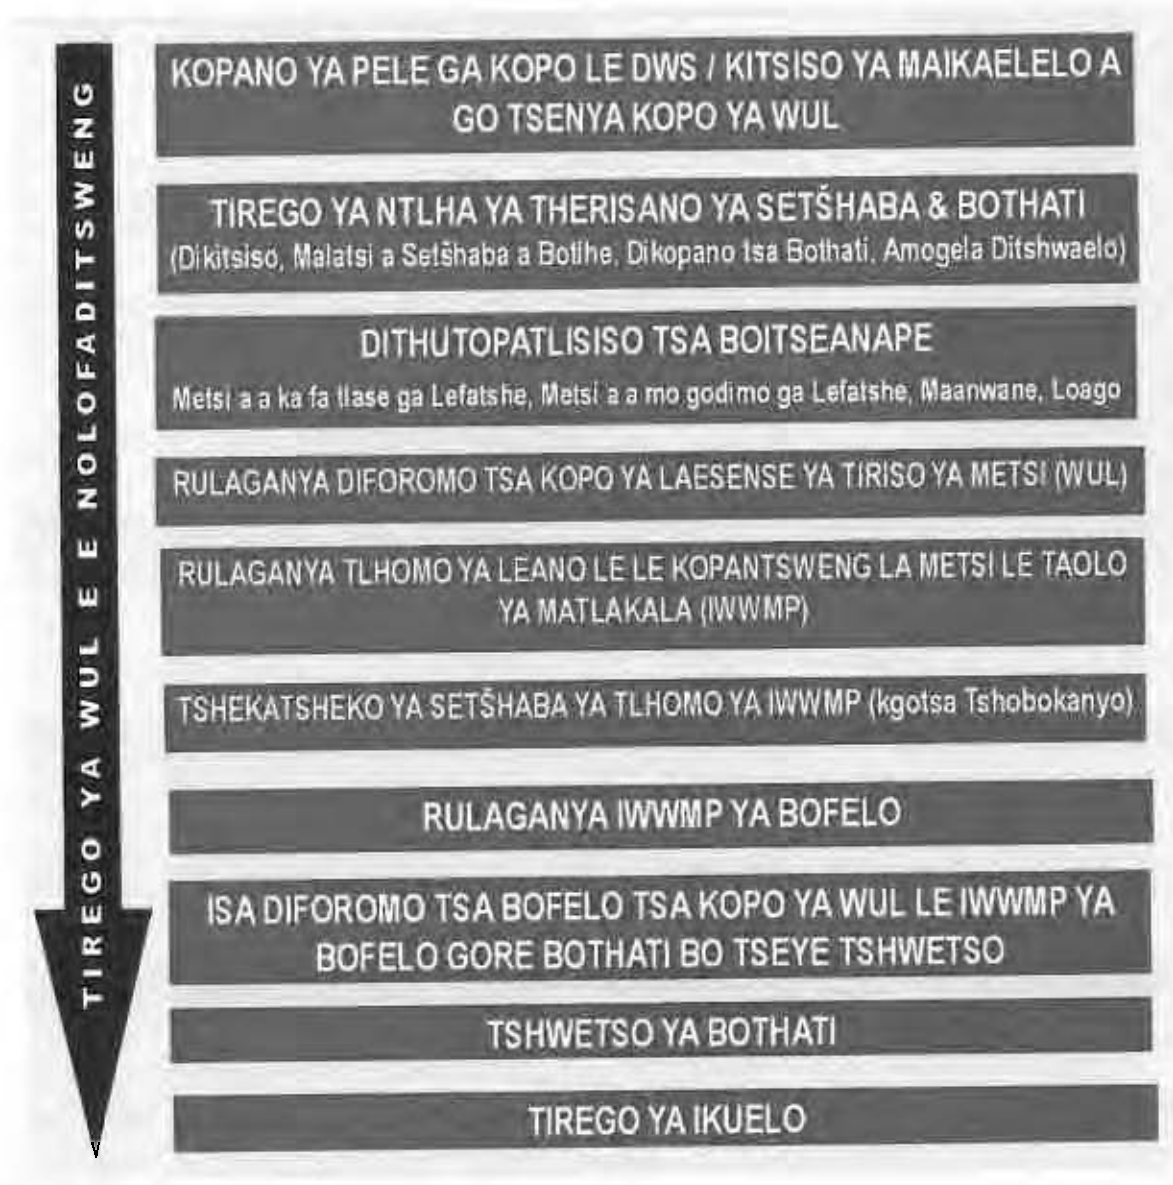 TIREGO YA WUL E E NOLOFADITSWENG
KOPANO YA PELE GA KOPO LE DWS / KITSISO YA MAIKAELELO A
GO TSENYA KOPO YA WUL
TIREGO YA NTLHA YA THERISANO YA SETŠHABA & BOTHATI
(Dikitsiso, Malatsi a Setšhaba a Botlhe, Dikopano tsa Bothati, Amogela Ditshwaelo)
DITHUTOPATLISISO TSA BOITSEANAPE
Metsi a a ka fa tlase ga Lefatshe, Metsi a a mo godimo ga Lefatshe, Maanwane, Loago
RULAGANYA DIFOROMO TSA KOPO YA LAESENSE YA TIRISO YA METSI (WUL)
RULAGANYA TLHOMO YA LEANO LE LE KOPANTSWENG LA METSI LE TAOLO
YA MATLAKALA (IWWMP)
TSHEKATSHEKO YA SETŠHABA YA TLHOMO YA IWWMP (kgotsa Tshobokanyo)
RULAGANYA IWWMP YA BOFELO
ISA DIFOROMO TSA BOFELO TSA KOPO YA WUL LE IWWMP YA
BOFELO GORE BOTHATI BO TSEYE TSHWETSO
TSHWETSO YA BOTHATI
TIREGO YA IKUELO